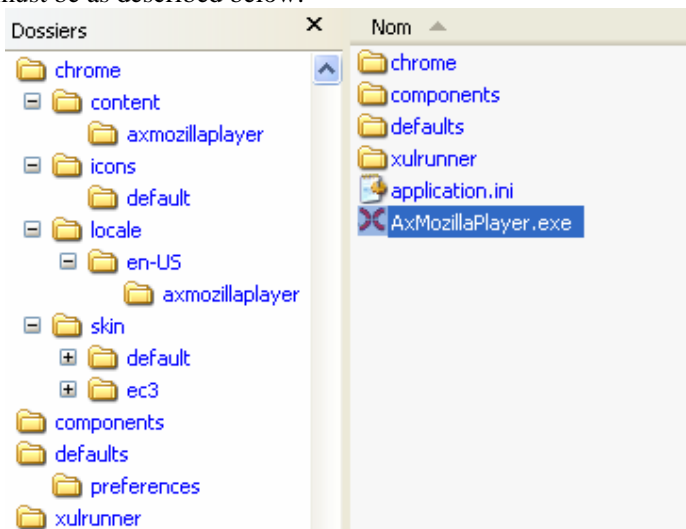 must be as described below.
Dossiers
chrome
content
axmozillaplayer
icons
default
locale
en-US
axmozillaplayer
skin
default
ec3
components
defaults
preferences
xulrunner
Nom
chrome
components
defaults
xulrunner
application.ini
AxMozillaPlayer.exe